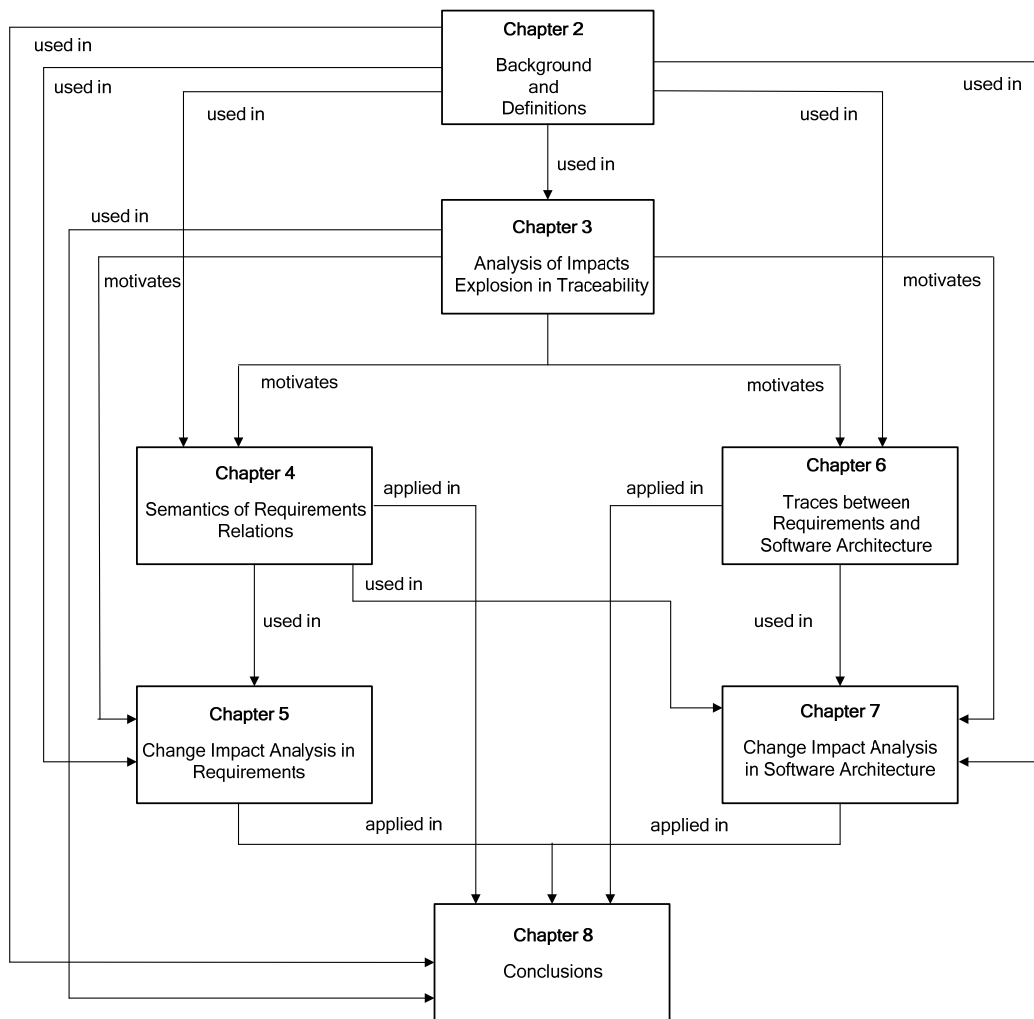 Chapter 2
Background
and
Definitions
used in
used in
used in
used in
used in
used in
Chapter 3
Analysis of Impacts
Explosion in Traceability
used in
motivates
motivates
motivates
motivates
Chapter 4
Semantics of Requirements
Relations
applied in
applied in
Chapter 6
Traces between
Requirements and
Software Architecture
used in
used in
used in
Chapter 5
Change Impact Analysis in
Requirements
Chapter 7
Change Impact Analysis
in Software Architecture
applied in
applied in
Chapter 8
Conclusions